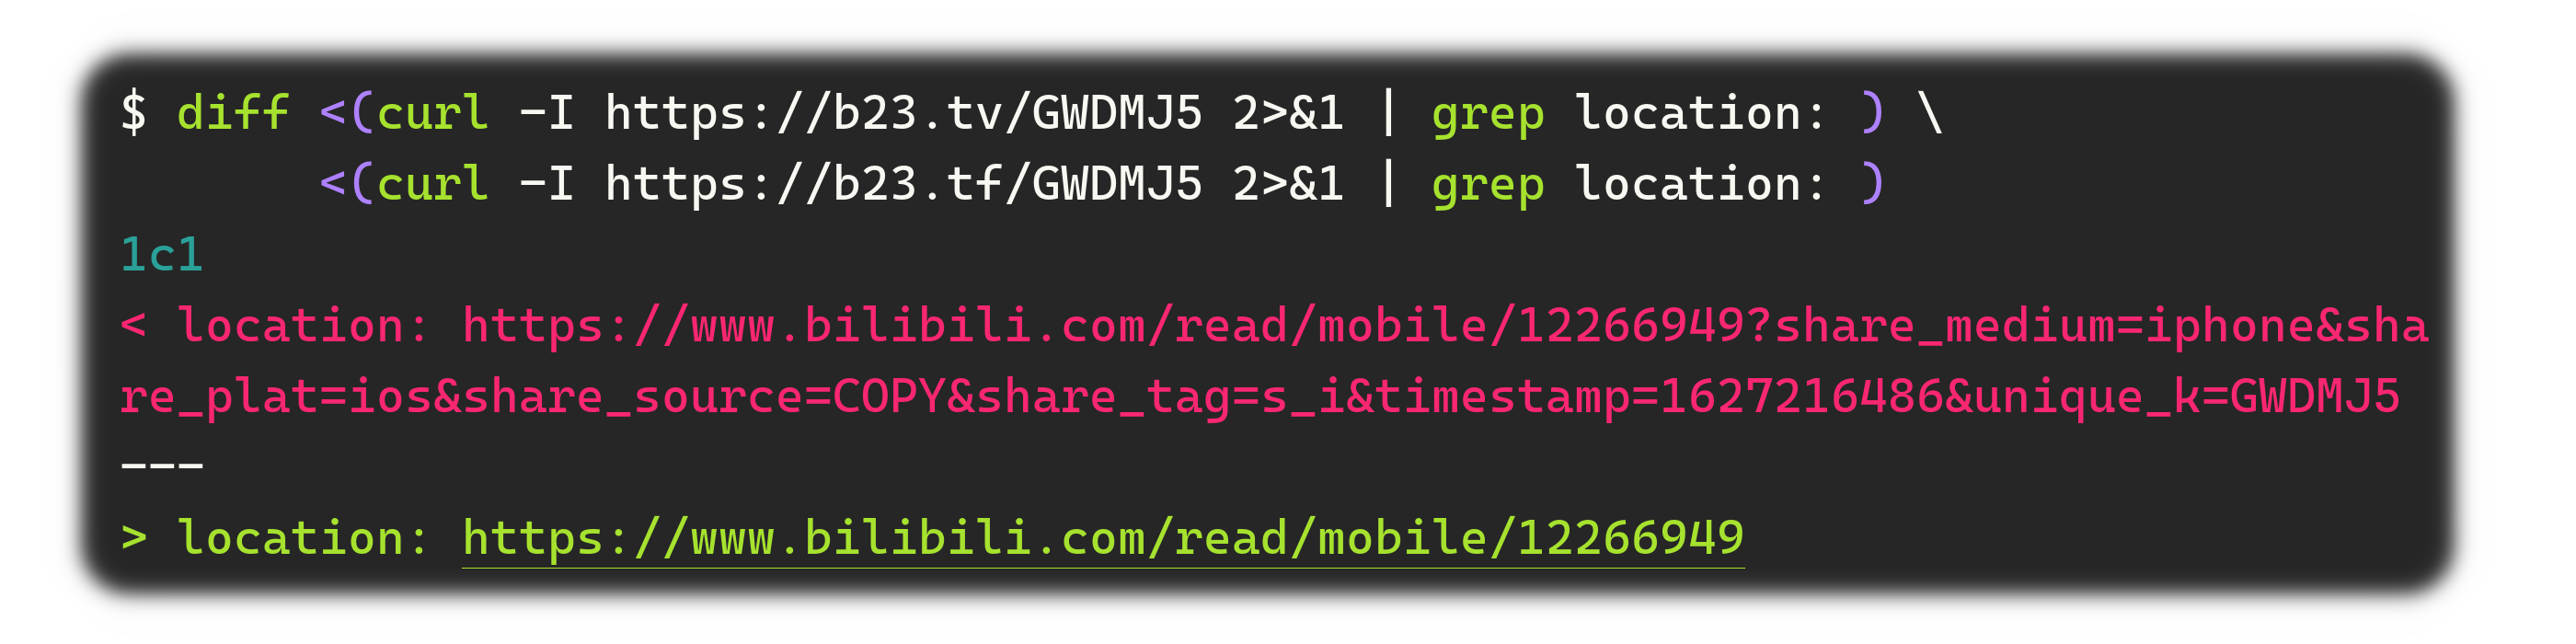 $ diff <(curl -I https://b23.tv/GWDMJ5 2>&1 | grep location: ) \
<(curl -I https://b23.tf/GWDMJ5 2>&1 | grep location: )
1c1
< location: https://www.bilibili.com/read/mobile/12266949?share_medium=iphone&sha
re_plat=ios&share_source=COPY&share_tag=s_i&timestamp=1627216486&unique_k=GWDMJ5
---
> location: https://www.bilibili.com/read/mobile/12266949